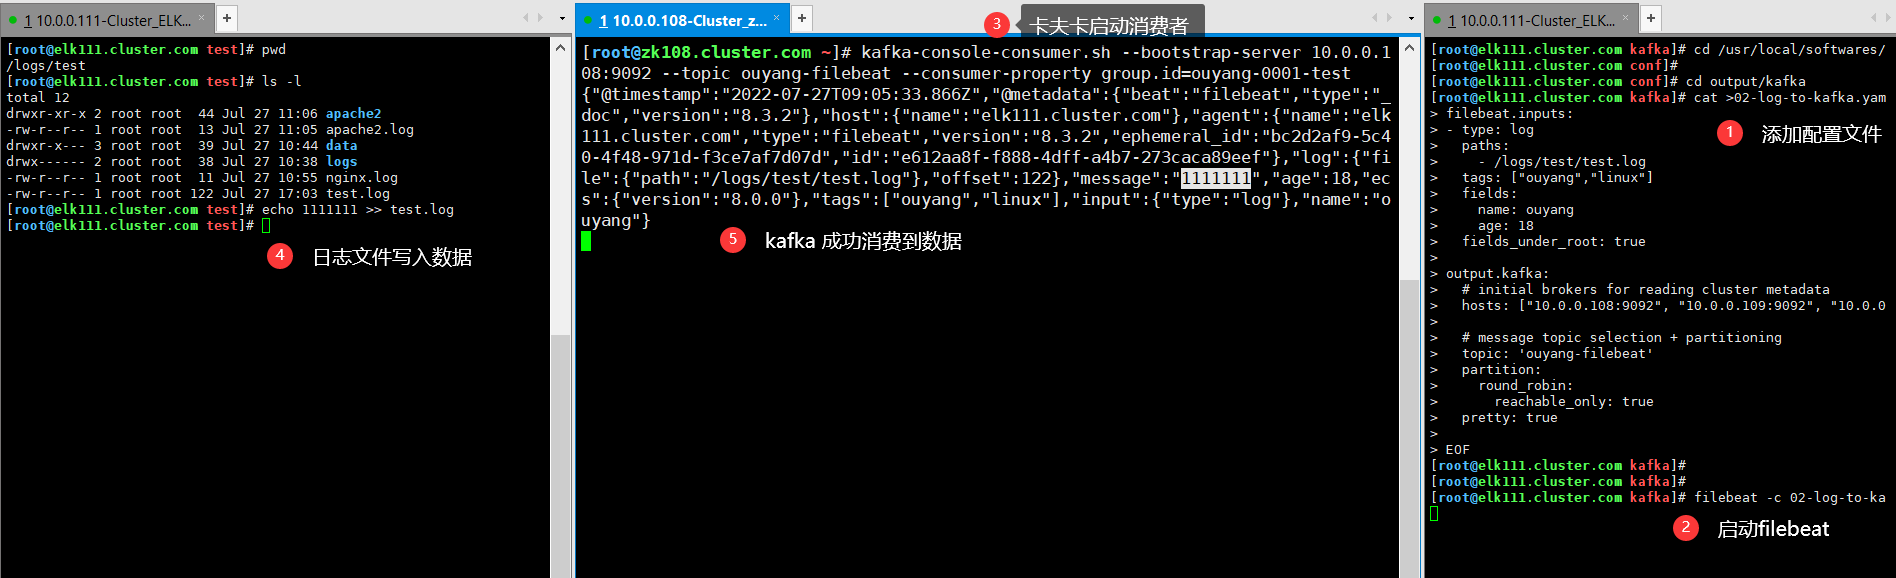 1 10.0.0.111-Cluster_ELK...
[root@elk111.cluster.com test]# pwd
/logs/test
[root@elk111.cluster.com test]# ls -l
total 12
drwxr-xr-x 2 root root  44 Jul 27 11:06 apache2
-rw-r--r-- 1 root root  13 Jul 27 11:05 apache2.log
drwxr-x--- 3 root root  39 Jul 27 10:44 data
drwx------ 2 root root  38 Jul 27 10:38 logs
-rw-r--r-- 1 root root  11 Jul 27 10:55 nginx.log
-rw-r--r-- 1 root root 122 Jul 27 17:03 test.log
[root@elk111.cluster.com test]# echo 1111111 >> test.log
[root@elk111.cluster.com test]#
4 日志文件写入数据
1 10.0.0.108-Cluster_z...
3 卡夫卡启动消费者
[root@zk108.cluster.com ~]# kafka-console-consumer.sh --bootstrap-server 10.0.0.1
08:9092 --topic ouyang-filebeat --consumer-property group.id=ouyang-0001-test
{"@timestamp":"2022-07-27T09:05:33.866Z","@metadata":{"beat":"filebeat","type":"_
doc","version":"8.3.2"},"host":{"name":"elk111.cluster.com"},"agent":{"name":"elk
111.cluster.com","type":"filebeat","version":"8.3.2","ephemeral_id":"bc2d2af9-5c4
0-4f48-971d-f3ce7af7d07d","id":"e612aa8f-f888-4dff-a4b7-273caca89eef"},"log":{"fi
le":{"path":"/logs/test/test.log"},"offset":122},"message":"1111111","age":18,"ec
s":{"version":"8.0.0"},"tags":["ouyang","linux"],"input":{"type":"log"},"name":"o
uyang"}
5 kafka 成功消费到数据
1 10.0.0.111-Cluster_ELK...
[root@elk111.cluster.com kafka]# cd /usr/local/softwares/
[root@elk111.cluster.com conf]#
[root@elk111.cluster.com conf]# cd output/kafka
[root@elk111.cluster.com kafka]# cat >02-log-to-kafka.yam
> filebeat.inputs:
> - type: log
1 添加配置文件
>   paths:
>     - /logs/test/test.log
>   tags: ["ouyang","linux"]
>   fields:
>     name: ouyang
>     age: 18
>   fields_under_root: true
>
> output.kafka:
>   # initial brokers for reading cluster metadata
>   hosts: ["10.0.0.108:9092", "10.0.0.109:9092", "10.0.0
>
>   # message topic selection + partitioning
>   topic: 'ouyang-filebeat'
>   partition:
>     round_robin:
>       reachable_only: true
>   pretty: true
>
> EOF
[root@elk111.cluster.com kafka]#
[root@elk111.cluster.com kafka]#
[root@elk111.cluster.com kafka]# filebeat -c 02-log-to-ka
2 启动filebeat